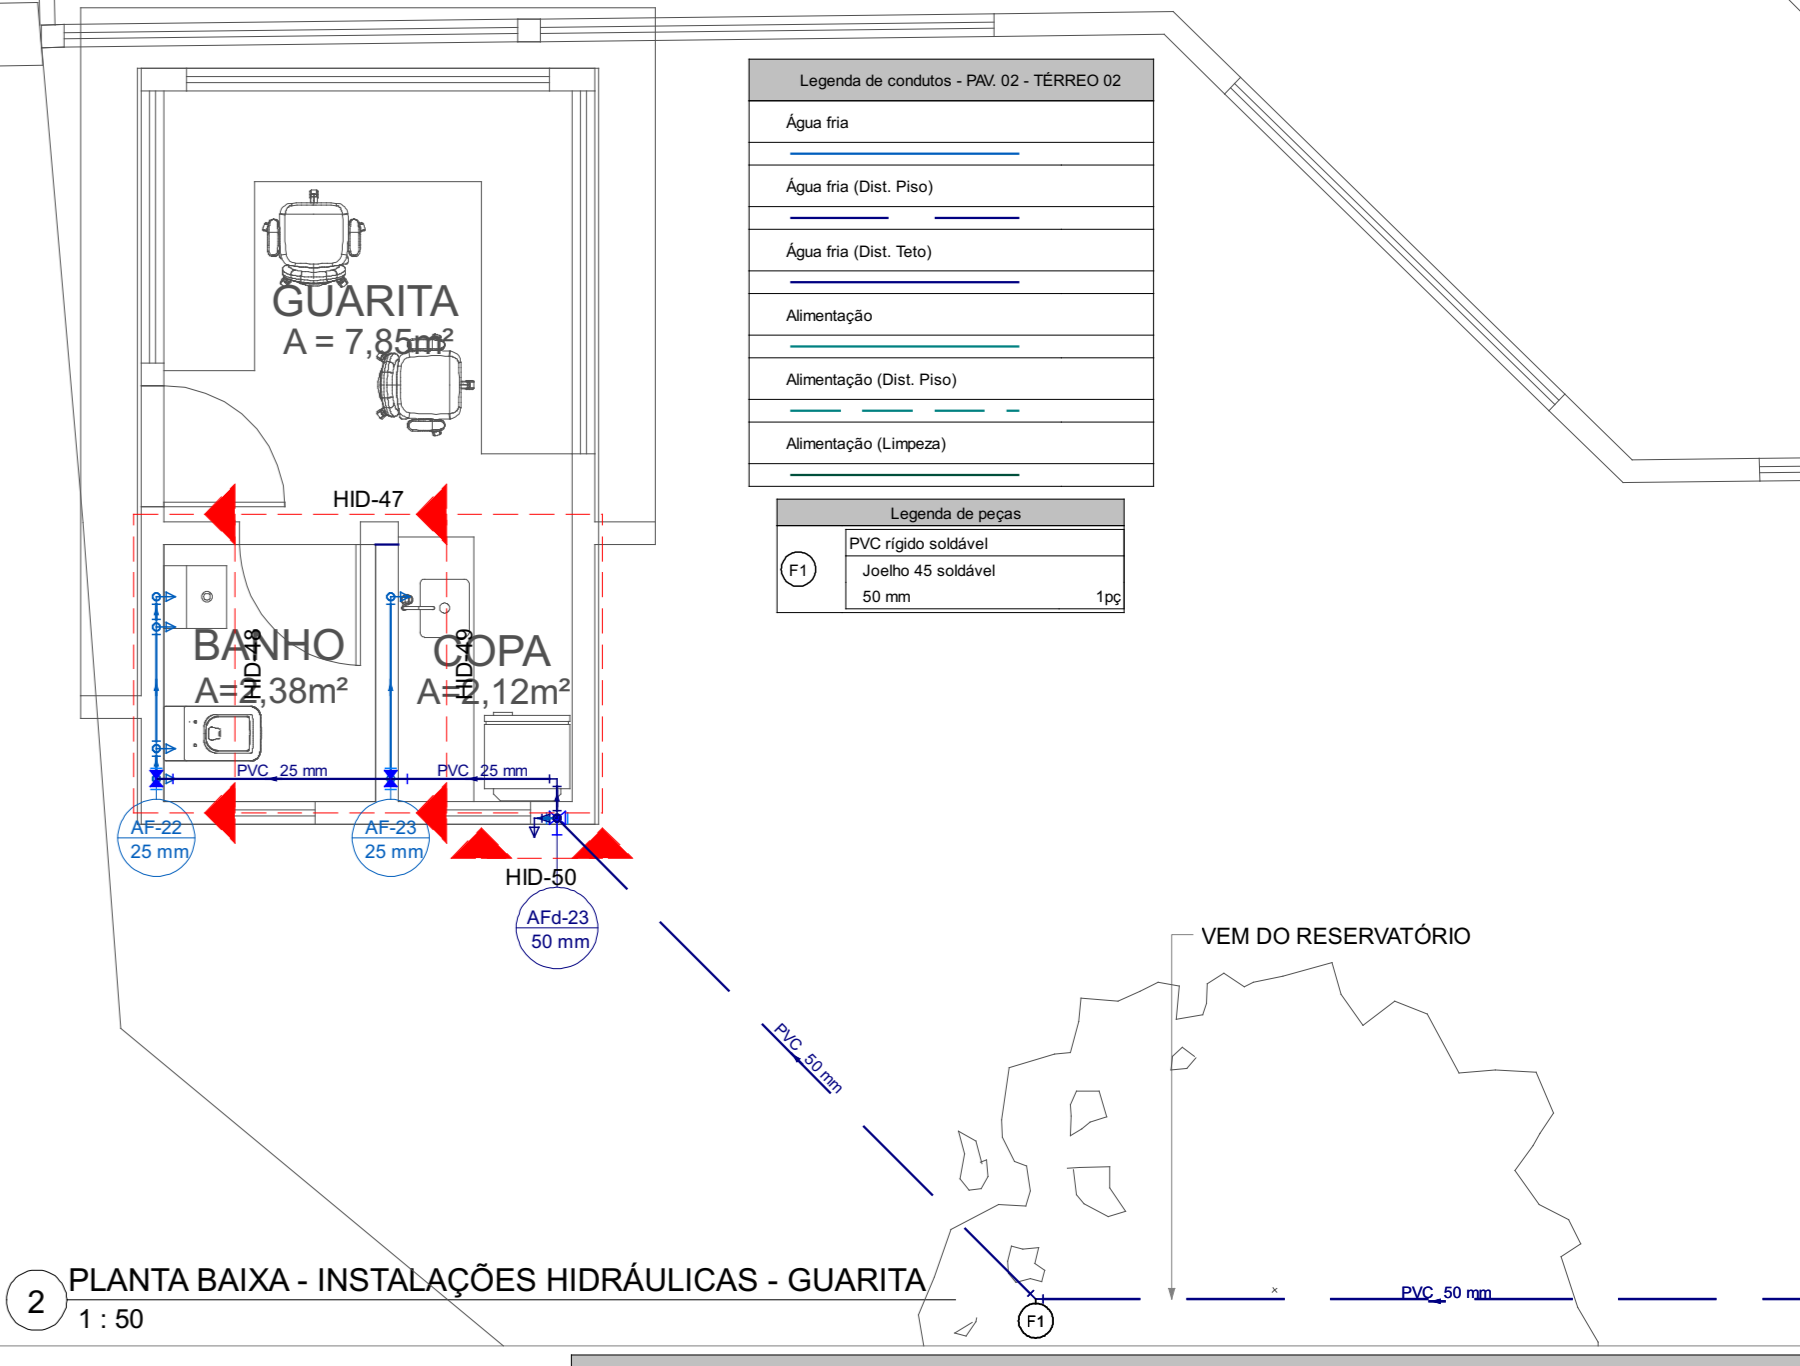 Legenda de condutos - PAV. 02 - TÉRREO 02
Água fria
Água fria (Dist. Piso)
Água fria (Dist. Teto)
Alimentação
Alimentação (Dist. Piso)
Alimentação (Limpeza)
Legenda de peças
F1
PVC rígido soldável
Joelho 45 soldável
50 mm 1pç
GUARITA
A = 7,85m²
HID-47
BANHO
A=2,38m²
HID-48
COPA
A=2,12m²
HID-49
PVC 25 mm
PVC 25 mm
AF-22
25 mm
AF-23
25 mm
HID-50
AFd-23
50 mm
VEM DO RESERVATÓRIO
PVC 50 mm
PVC 50 mm
F1
2
PLANTA BAIXA - INSTALAÇÕES HIDRÁULICAS - GUARITA
1 : 50